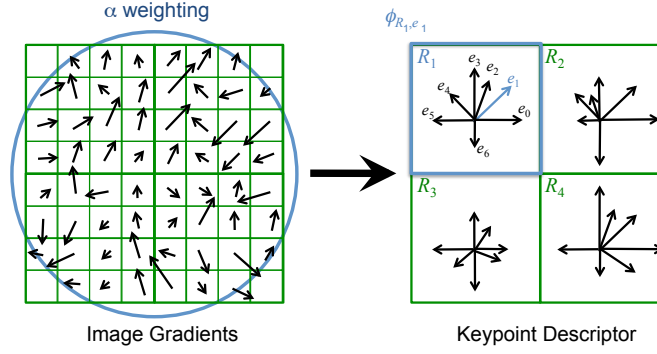 α weighting
ϕR1,e1
R1
R2
e3
e2
e1
e4
e5
e0
e6
R3
R4
Image Gradients
Keypoint Descriptor